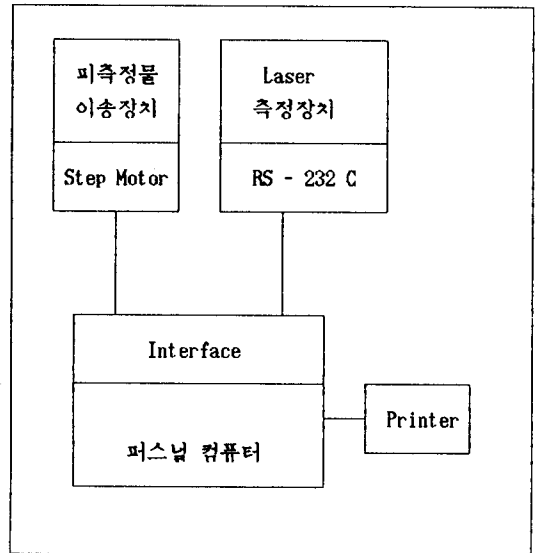 피측정물
이송장치
Step Motor
Laser
측정장치
RS - 232 C
Interface
퍼스널 컴퓨터
Printer